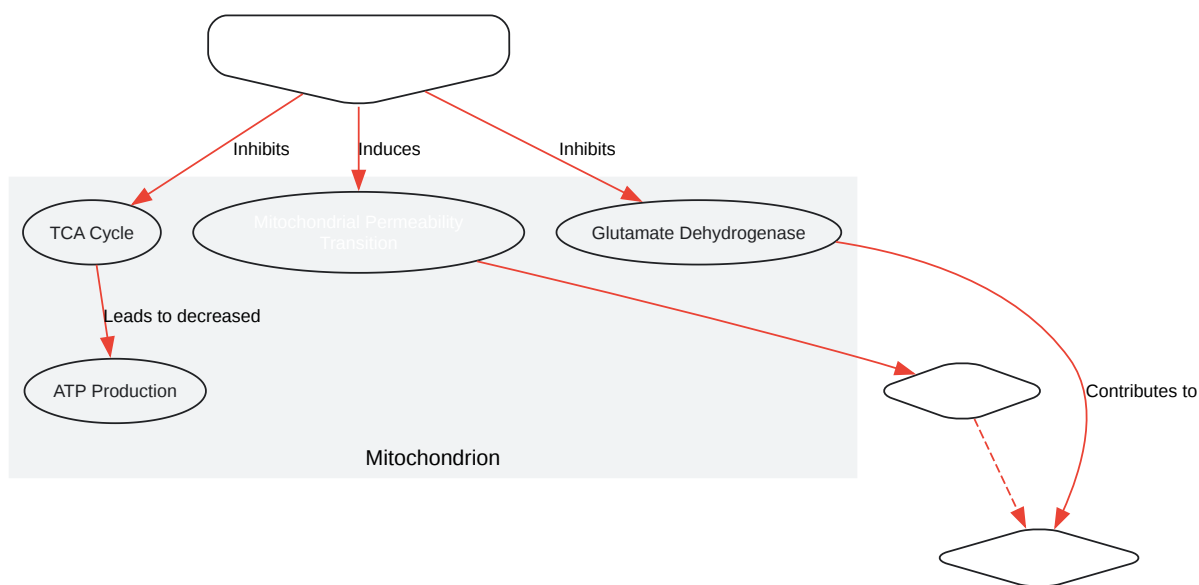 Inhibits
Induces
Inhibits
TCA Cycle
Mitochondrial Permeability
Transition
Glutamate Dehydrogenase
Leads to decreased
ATP Production
Contributes to
Mitochondrion